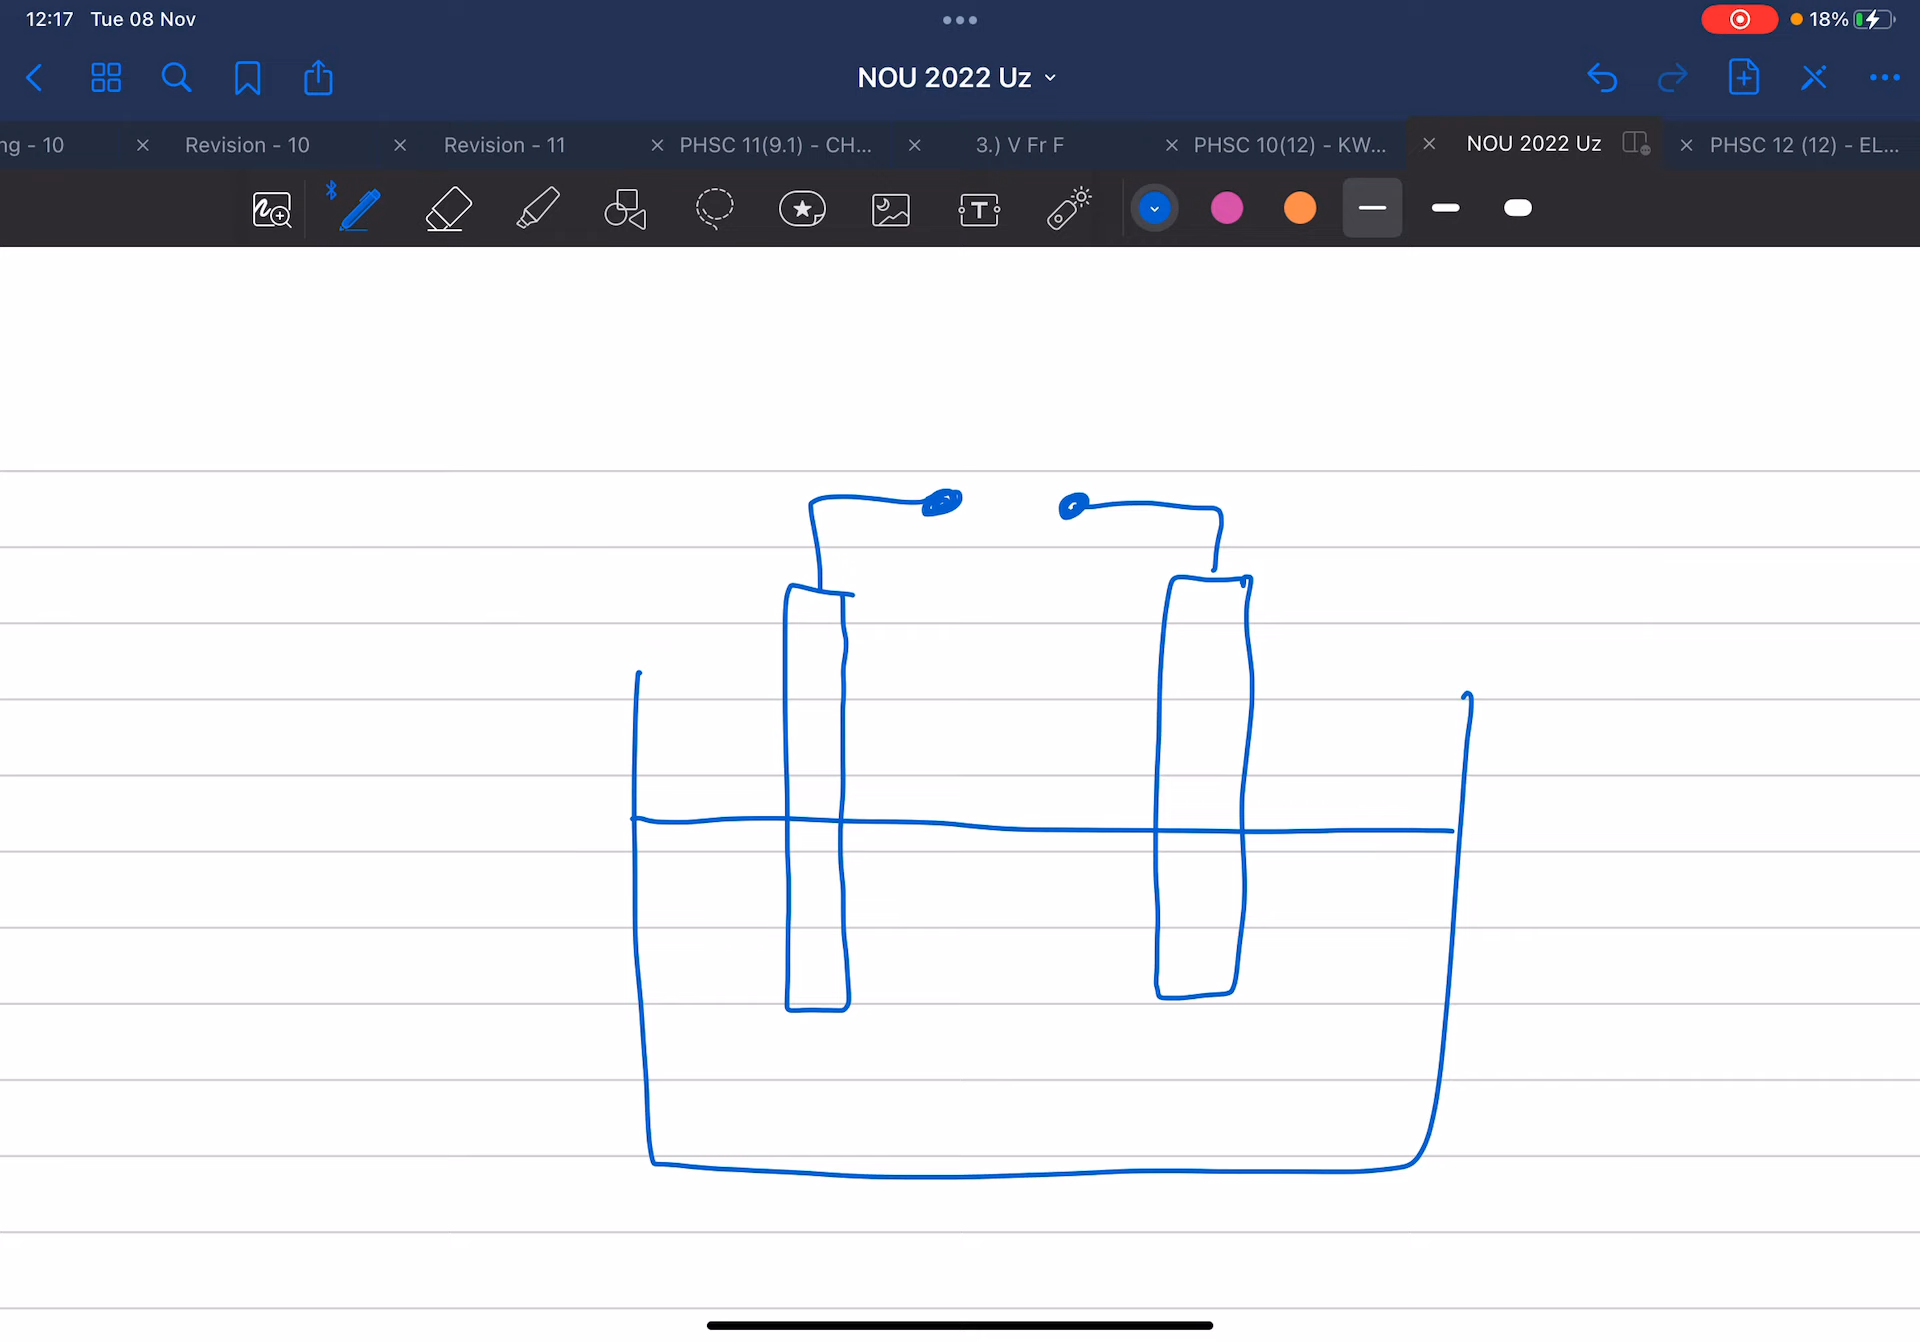 12:17 Tue 08 Nov
18%
NOU 2022 Uz
ng - 10
Revision - 10
Revision - 11
PHSC 11(9.1) - CH...
3.) V Fr F
PHSC 10(12) - KW...
NOU 2022 Uz
PHSC 12 (12) - EL...
T